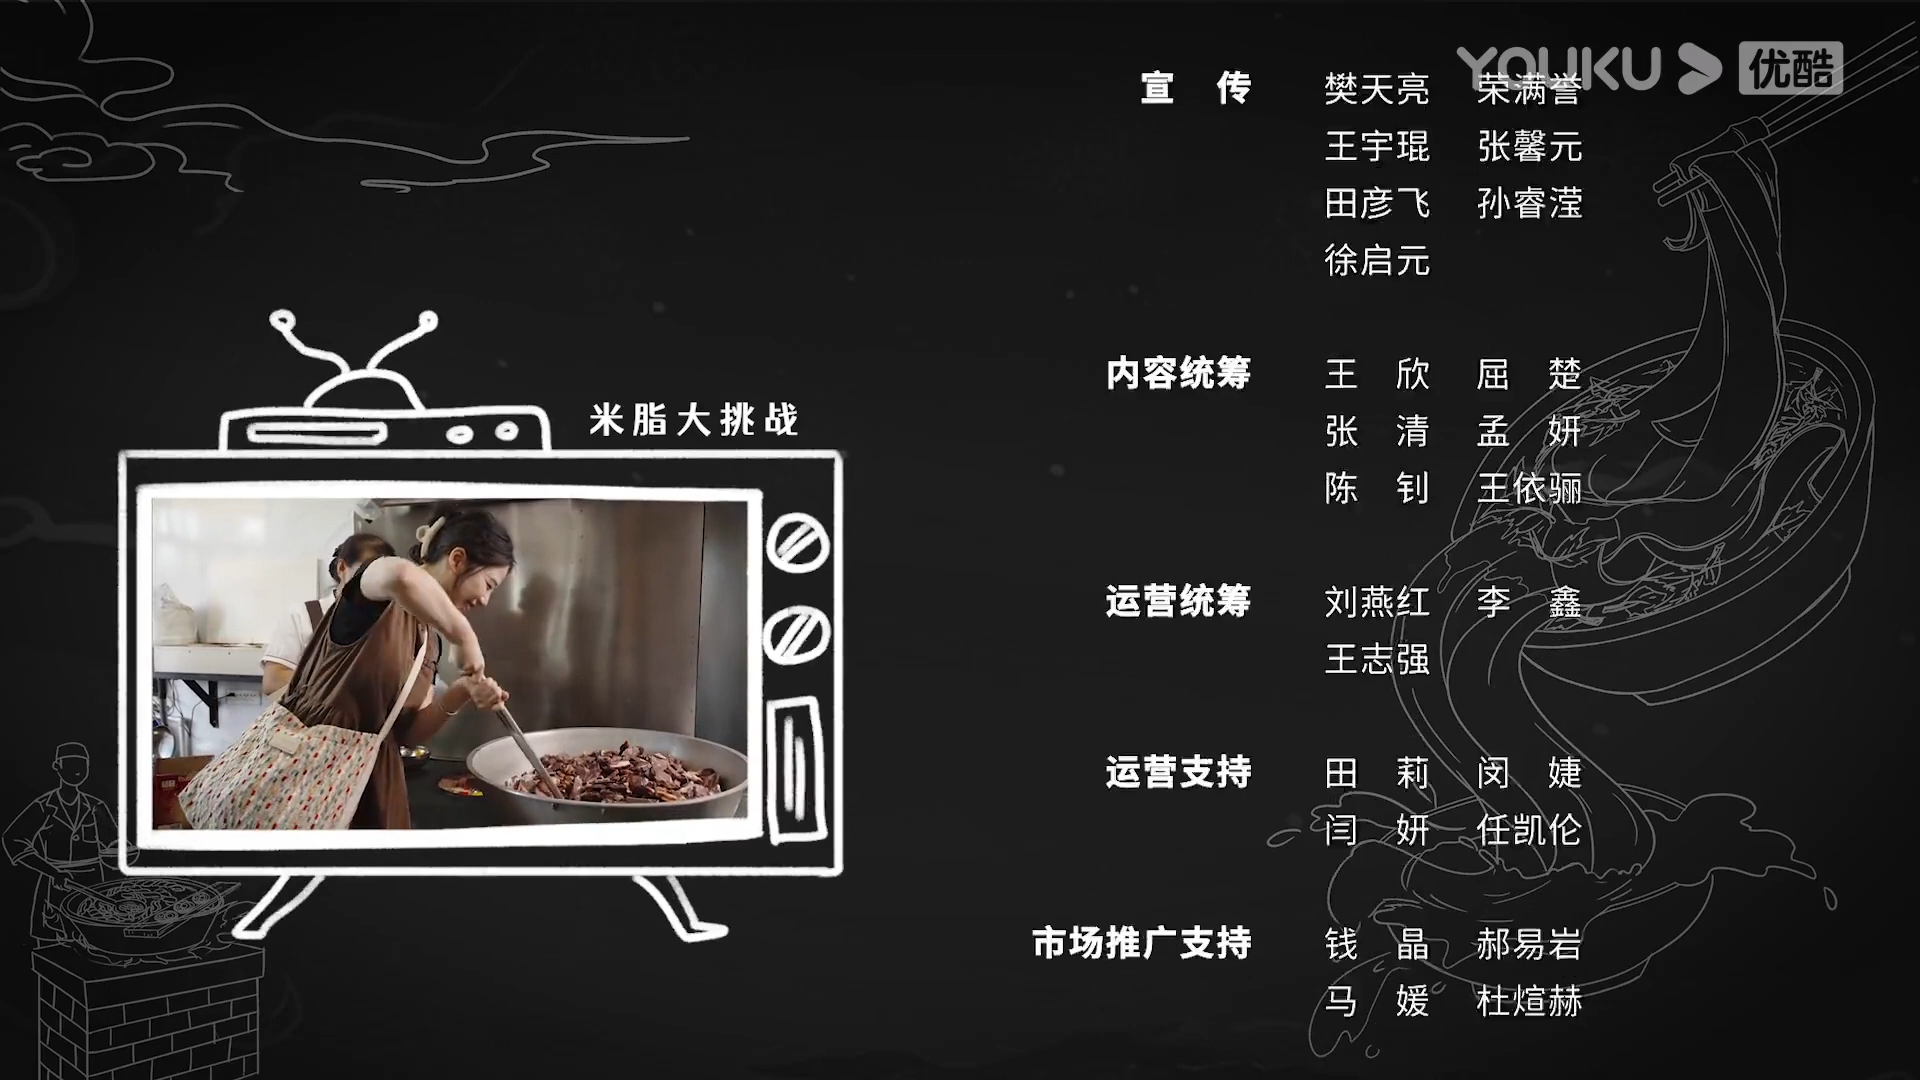 YOUKU 优酷
宣 传 樊天亮 荣满誉
王宇琨 张馨元
田彦飞 孙睿滢
徐启元
内容统筹 王 欣 屈 楚
张 清 孟 妍
陈 钊 王依骊
运营统筹 刘燕红 李 鑫
王志强
运营支持 田 莉 闵 婕
闫 妍 任凯伦
市场推广支持 钱 晶 郝易岩
马 媛 杜煊赫
米脂大挑战